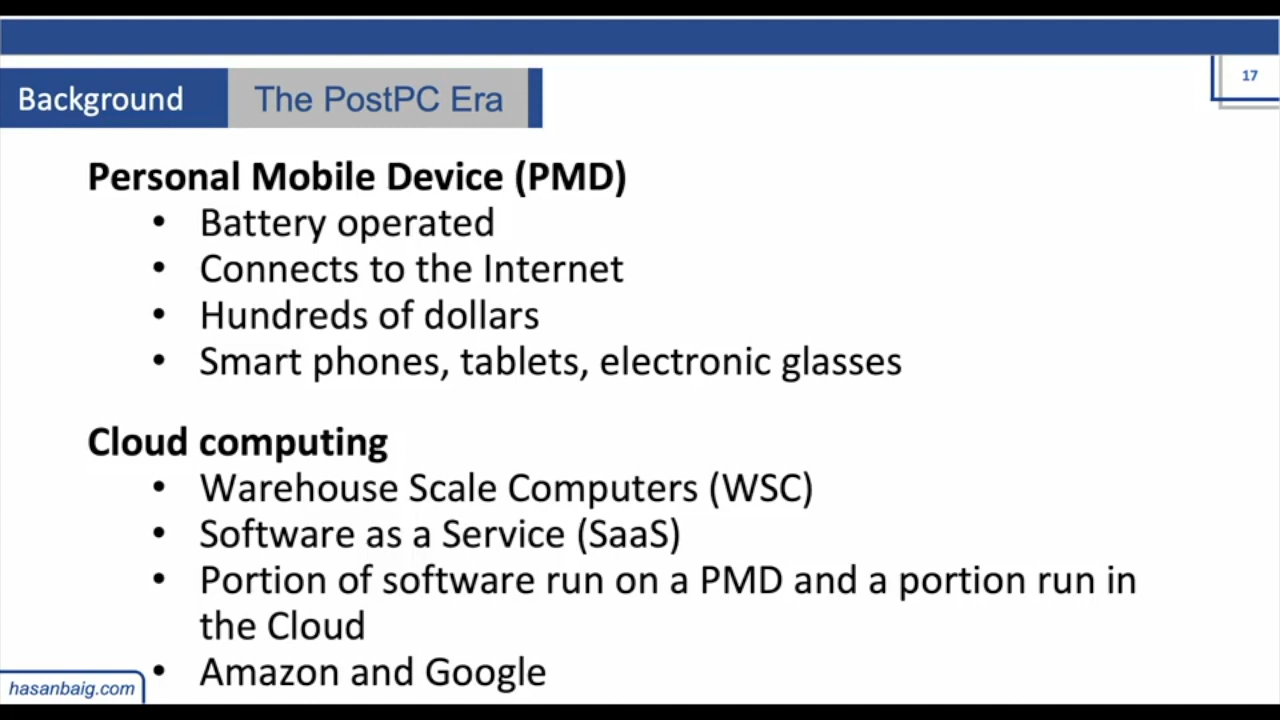 17
Background The PostPC Era
Personal Mobile Device (PMD)
• Battery operated
• Connects to the Internet
• Hundreds of dollars
• Smart phones, tablets, electronic glasses
Cloud computing
• Warehouse Scale Computers (WSC)
• Software as a Service (SaaS)
• Portion of software run on a PMD and a portion run in
the Cloud
• Amazon and Google
hasanbaig.com